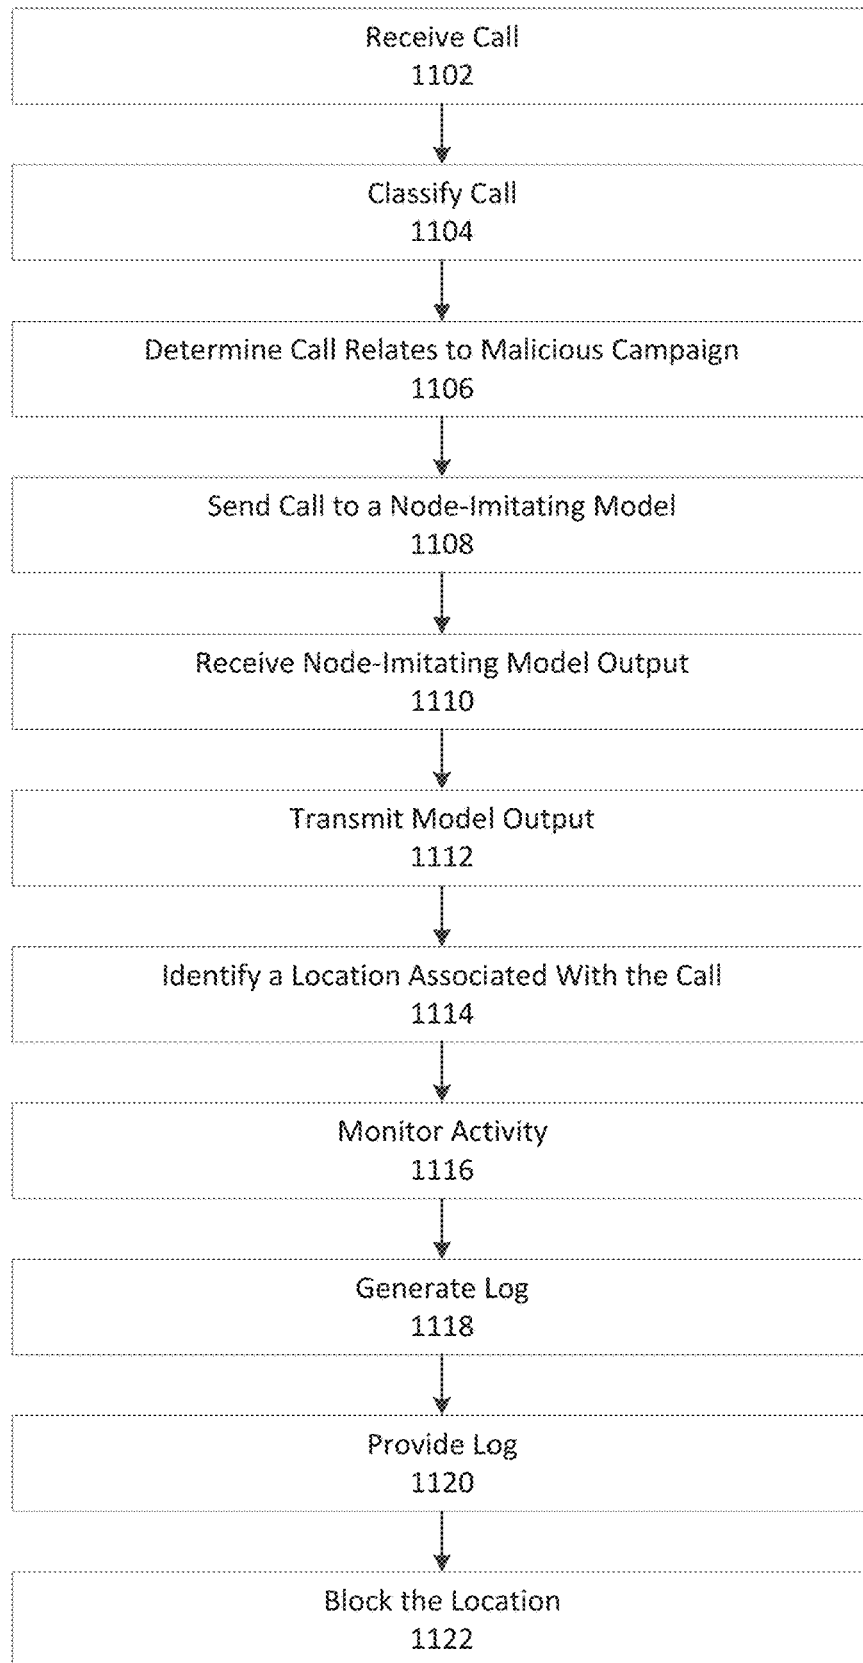 Receive Call
1102
Classify Call
1104
Determine Call Relates to Malicious Campaign
1106
Send Call to a Node-Imitating Model
1108
Receive Node-Imitating Model Output
1110
Transmit Model Output
1112
Identify a Location Associated With the Call
1114
Monitor Activity
1116
Generate Log
1118
Provide Log
1120
Block the Location
1122